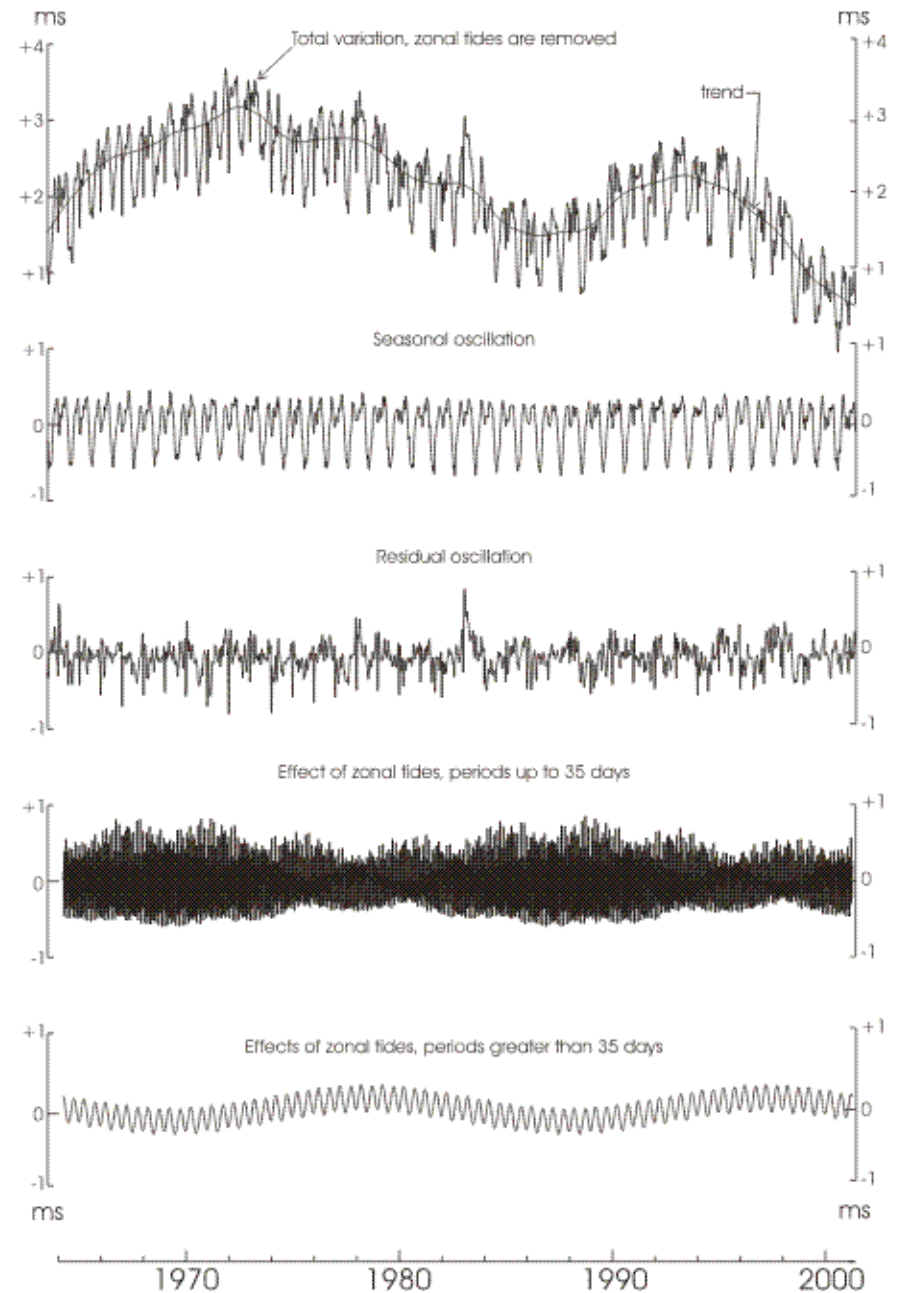 ms ms
+4 Total variation, zonal tides are removed +4
trend
+3 +3
+2 +2
+1 +1
Seasonal oscillation
+1 +1
0 0
-1 -1
Residual oscillation
+1 +1
0 0
-1 -1
Effect of zonal tides, periods up to 35 days
+1 +1
0 0
-1 -1
+1 +1
Effects of zonal tides, periods greater than 35 days
0 0
-1 -1
ms ms
1970 1980 1990 2000